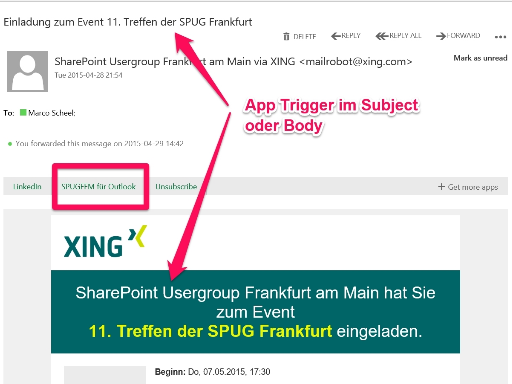 Einladung zum Event 11. Treffen der SPUG Frankfurt
DELETE REPLY REPLY ALL FORWARD •••
SharePoint Usergroup Frankfurt am Main via XING <mailrobot@xing.com>
Mark as unread
Tue 2015-04-28 21:54
App Trigger im Subject
oder Body
To: Marco Scheel;
You forwarded this message on 2015-04-29 14:42
LinkedIn SPUGFFM für Outlook Unsubscribe + Get more apps
XING
SharePoint Usergroup Frankfurt am Main hat Sie
zum Event
11. Treffen der SPUG Frankfurt eingeladen.
Beginn: Do, 07.05.2015, 17:30